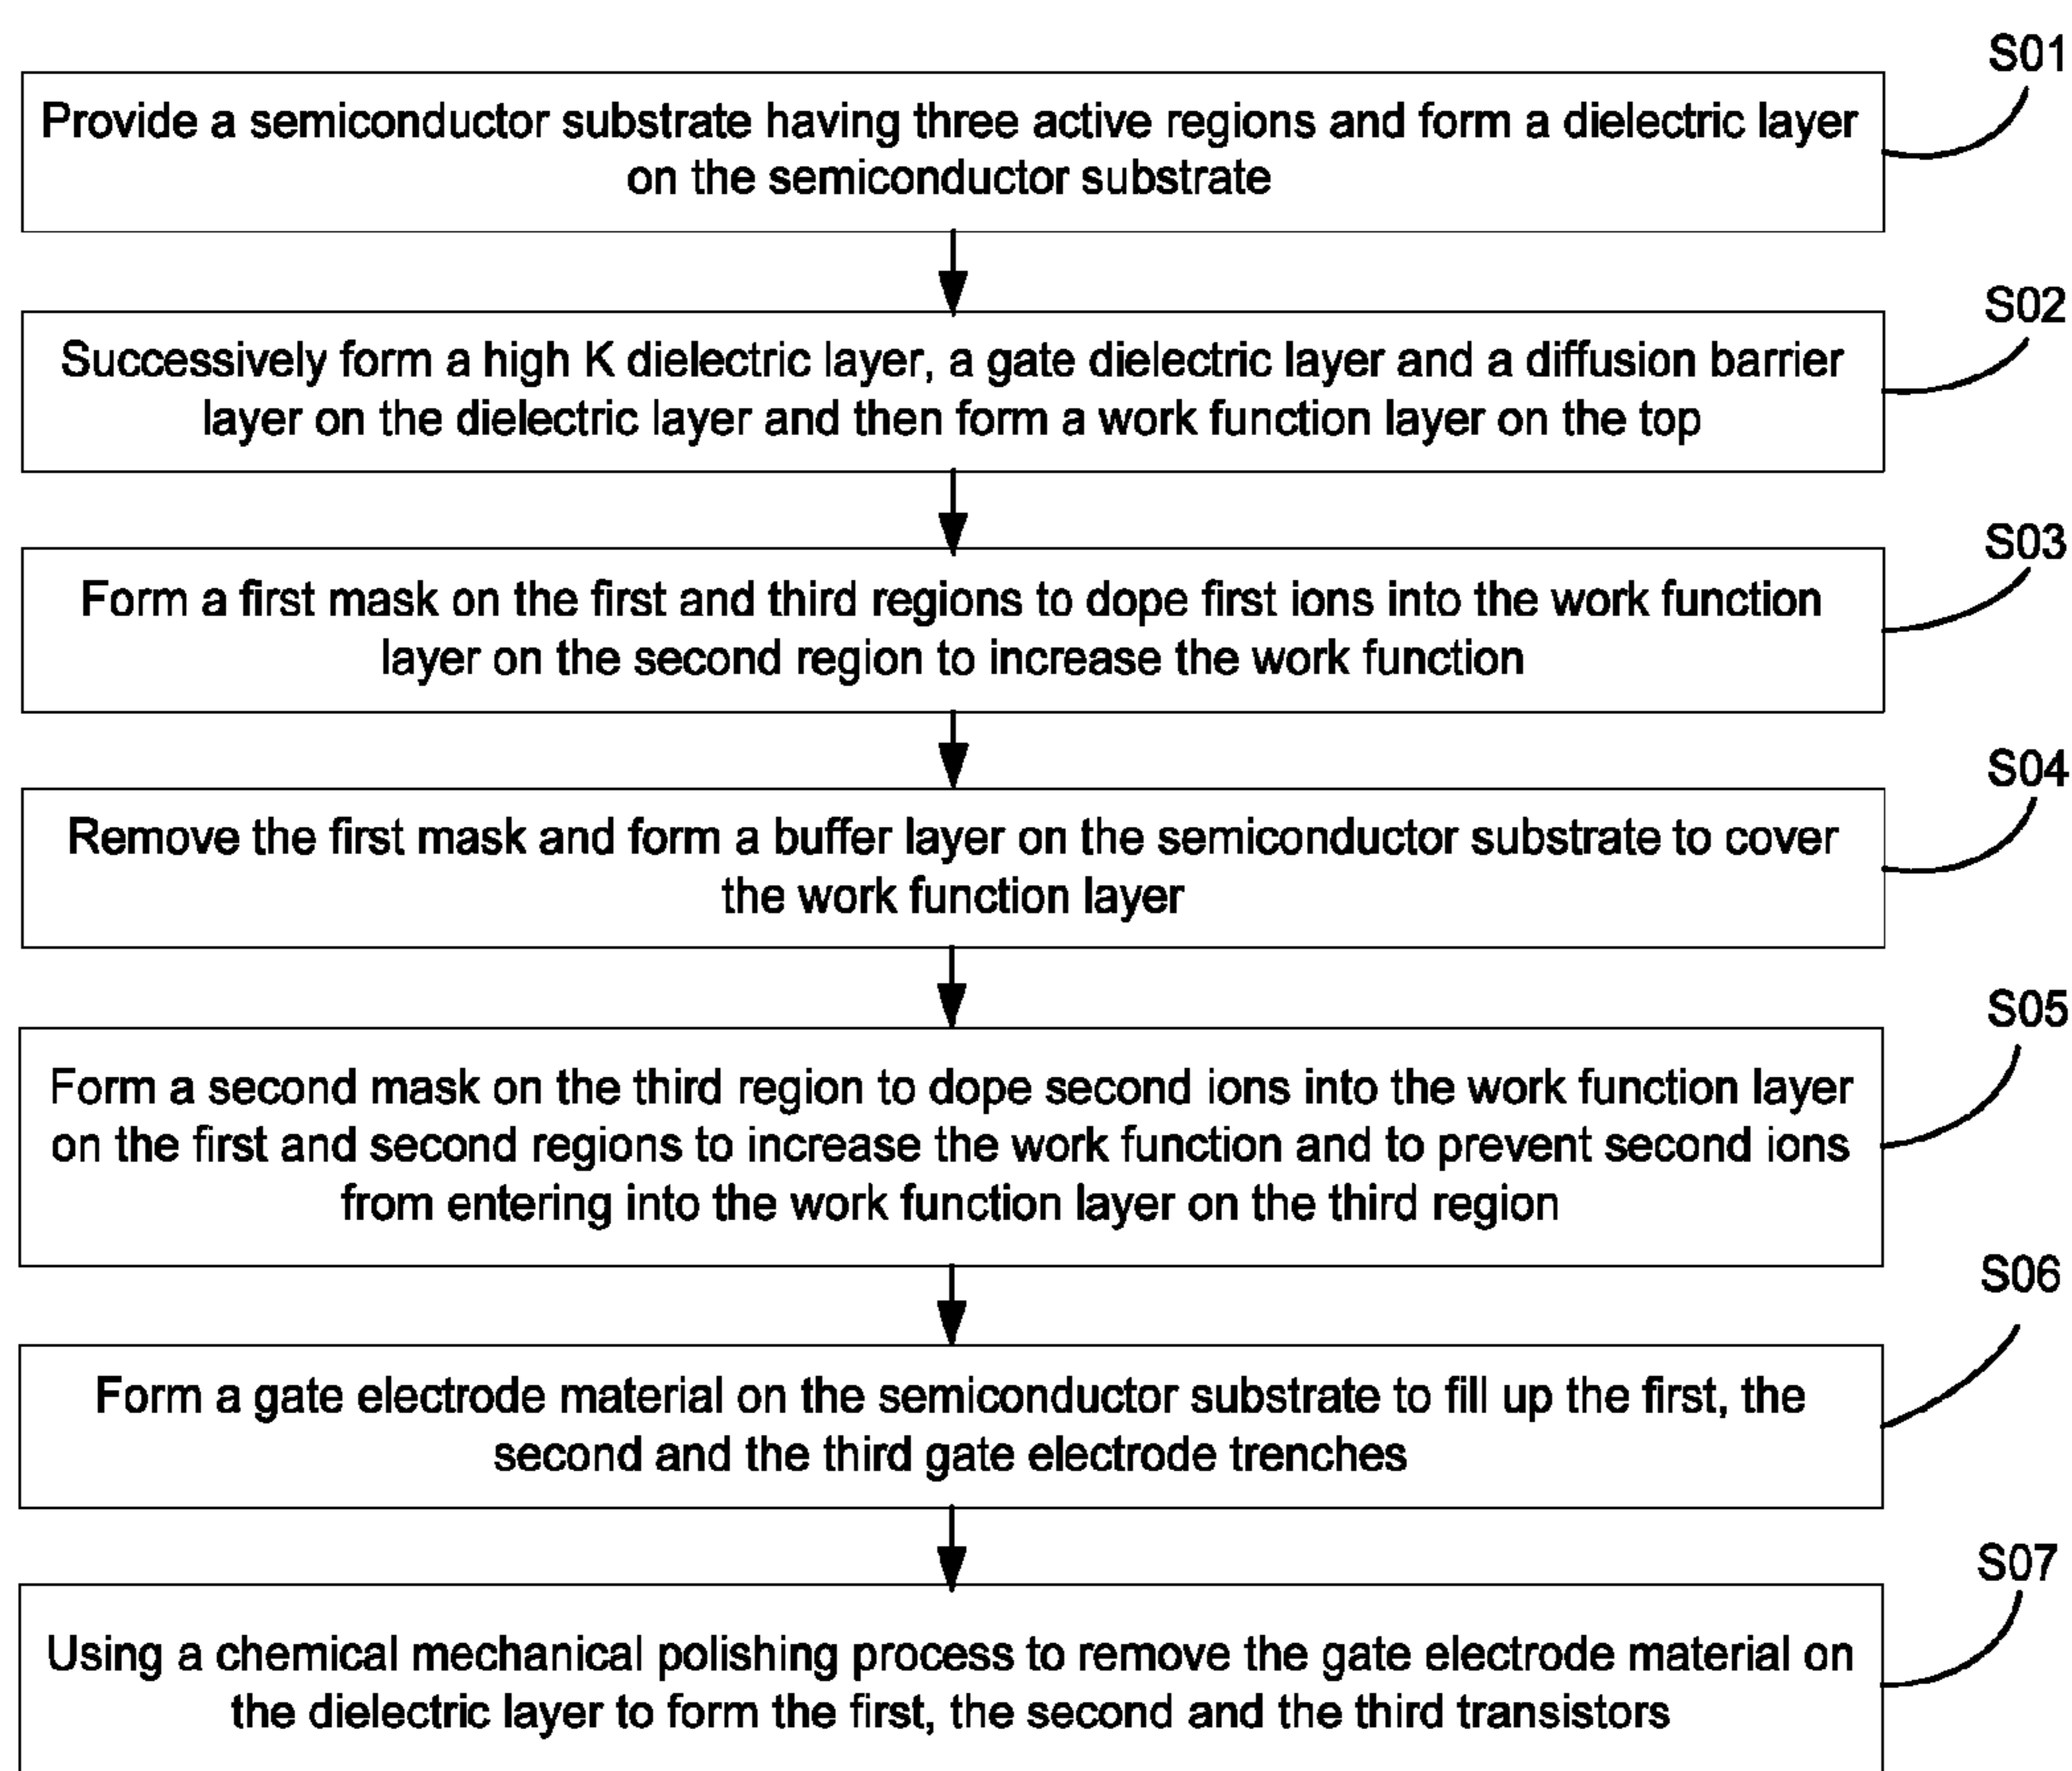 S01
Provide a semiconductor substrate having three active regions and form a dielectric layer
on the semiconductor substrate
S02
Successively form a high K dielectric layer, a gate dielectric layer and a diffusion barrier
layer on the dielectric layer and then form a work function layer on the top
S03
Form a first mask on the first and third regions to dope first ions into the work function
layer on the second region to increase the work function
S04
Remove the first mask and form a buffer layer on the semiconductor substrate to cover
the work function layer
S05
Form a second mask on the third region to dope second ions into the work function layer
on the first and second regions to increase the work function and to prevent second ions
from entering into the work function layer on the third region
S06
Form a gate electrode material on the semiconductor substrate to fill up the first, the
second and the third gate electrode trenches
S07
Using a chemical mechanical polishing process to remove the gate electrode material on
the dielectric layer to form the first, the second and the third transistors